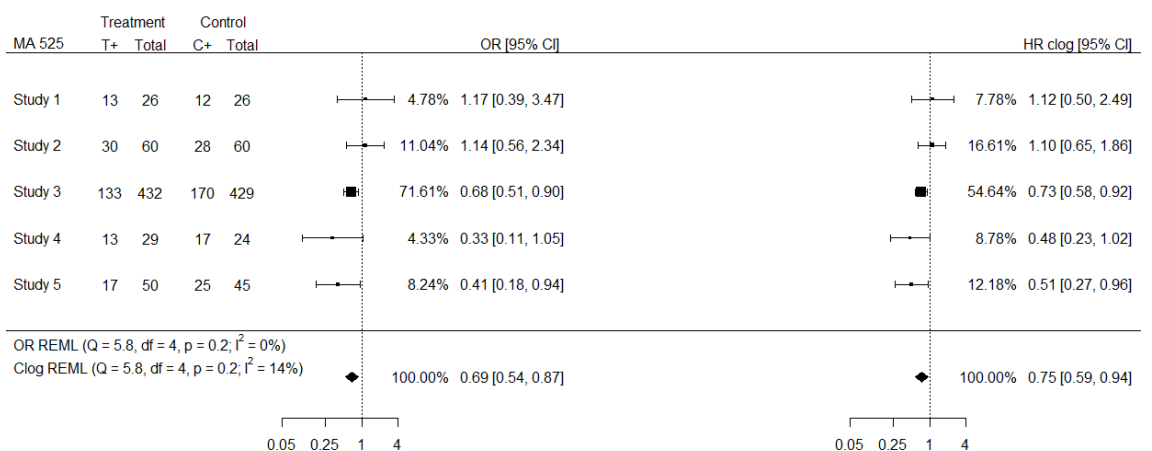 Treatment Control
MA 525 T+ Total C+ Total OR [95% CI] HR clog [95% CI]
Study 1 13 26 12 26 4.78% 1.17 [0.39, 3.47] 7.78% 1.12 [0.50, 2.49]
Study 2 30 60 28 60 11.04% 1.14 [0.56, 2.34] 16.61% 1.10 [0.65, 1.86]
Study 3 133 432 170 429 71.61% 0.68 [0.51, 0.90] 54.64% 0.73 [0.58, 0.92]
Study 4 13 29 17 24 4.33% 0.33 [0.11, 1.05] 8.78% 0.48 [0.23, 1.02]
Study 5 17 50 25 45 8.24% 0.41 [0.18, 0.94] 12.18% 0.51 [0.27, 0.96]
OR REML (Q = 5.8, df = 4, p = 0.2; I² = 0%)
Clog REML (Q = 5.8, df = 4, p = 0.2; I² = 14%)
100.00% 0.69 [0.54, 0.87] 100.00% 0.75 [0.59, 0.94]
0.05 0.25 1 4 0.05 0.25 1 4